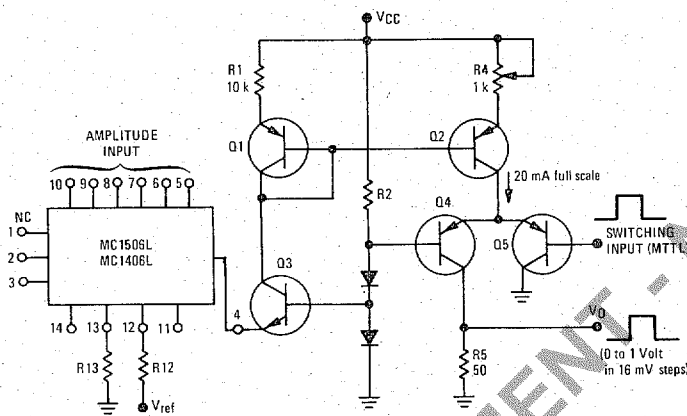 VCC
R1
10 k
R4
1 k
Q1
Q2
AMPLITUDE
INPUT
10 9 8 7 6 5
20 mA full scale
R2
NC
1
2
3
MC1506L
MC1406L
Q4
Q5
SWITCHING
INPUT (MTTL)
Q3
4
14 13 12 11
R13
R12
Vref
VO
R5
50
(0 to 1 Volt
in 16 mV steps)